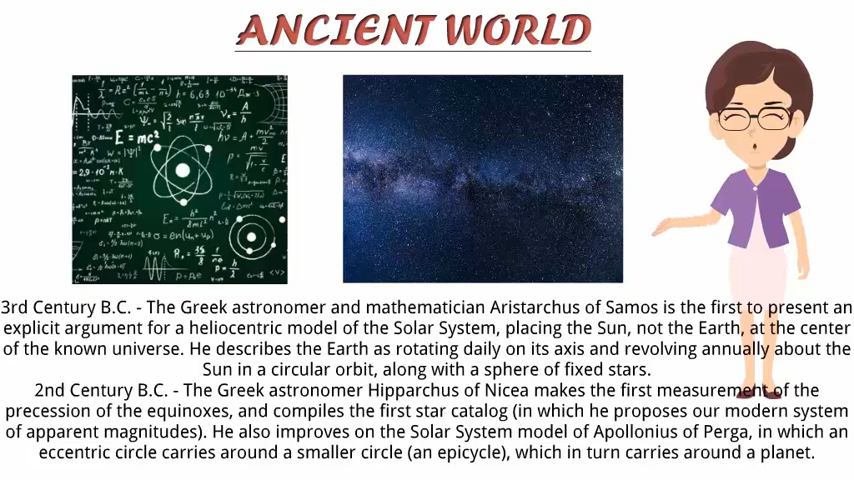 ANCIENT WORLD
E = mc²
3rd Century B.C. - The Greek astronomer and mathematician Aristarchus of Samos is the first to present an
explicit argument for a heliocentric model of the Solar System, placing the Sun, not the Earth, at the center
of the known universe. He describes the Earth as rotating daily on its axis and revolving annually about the
Sun in a circular orbit, along with a sphere of fixed stars.
2nd Century B.C. - The Greek astronomer Hipparchus of Nicea makes the first measurement of the
precession of the equinoxes, and compiles the first star catalog (in which he proposes our modern system
of apparent magnitudes). He also improves on the Solar System model of Apollonius of Perga, in which an
eccentric circle carries around a smaller circle (an epicycle), which in turn carries around a planet.